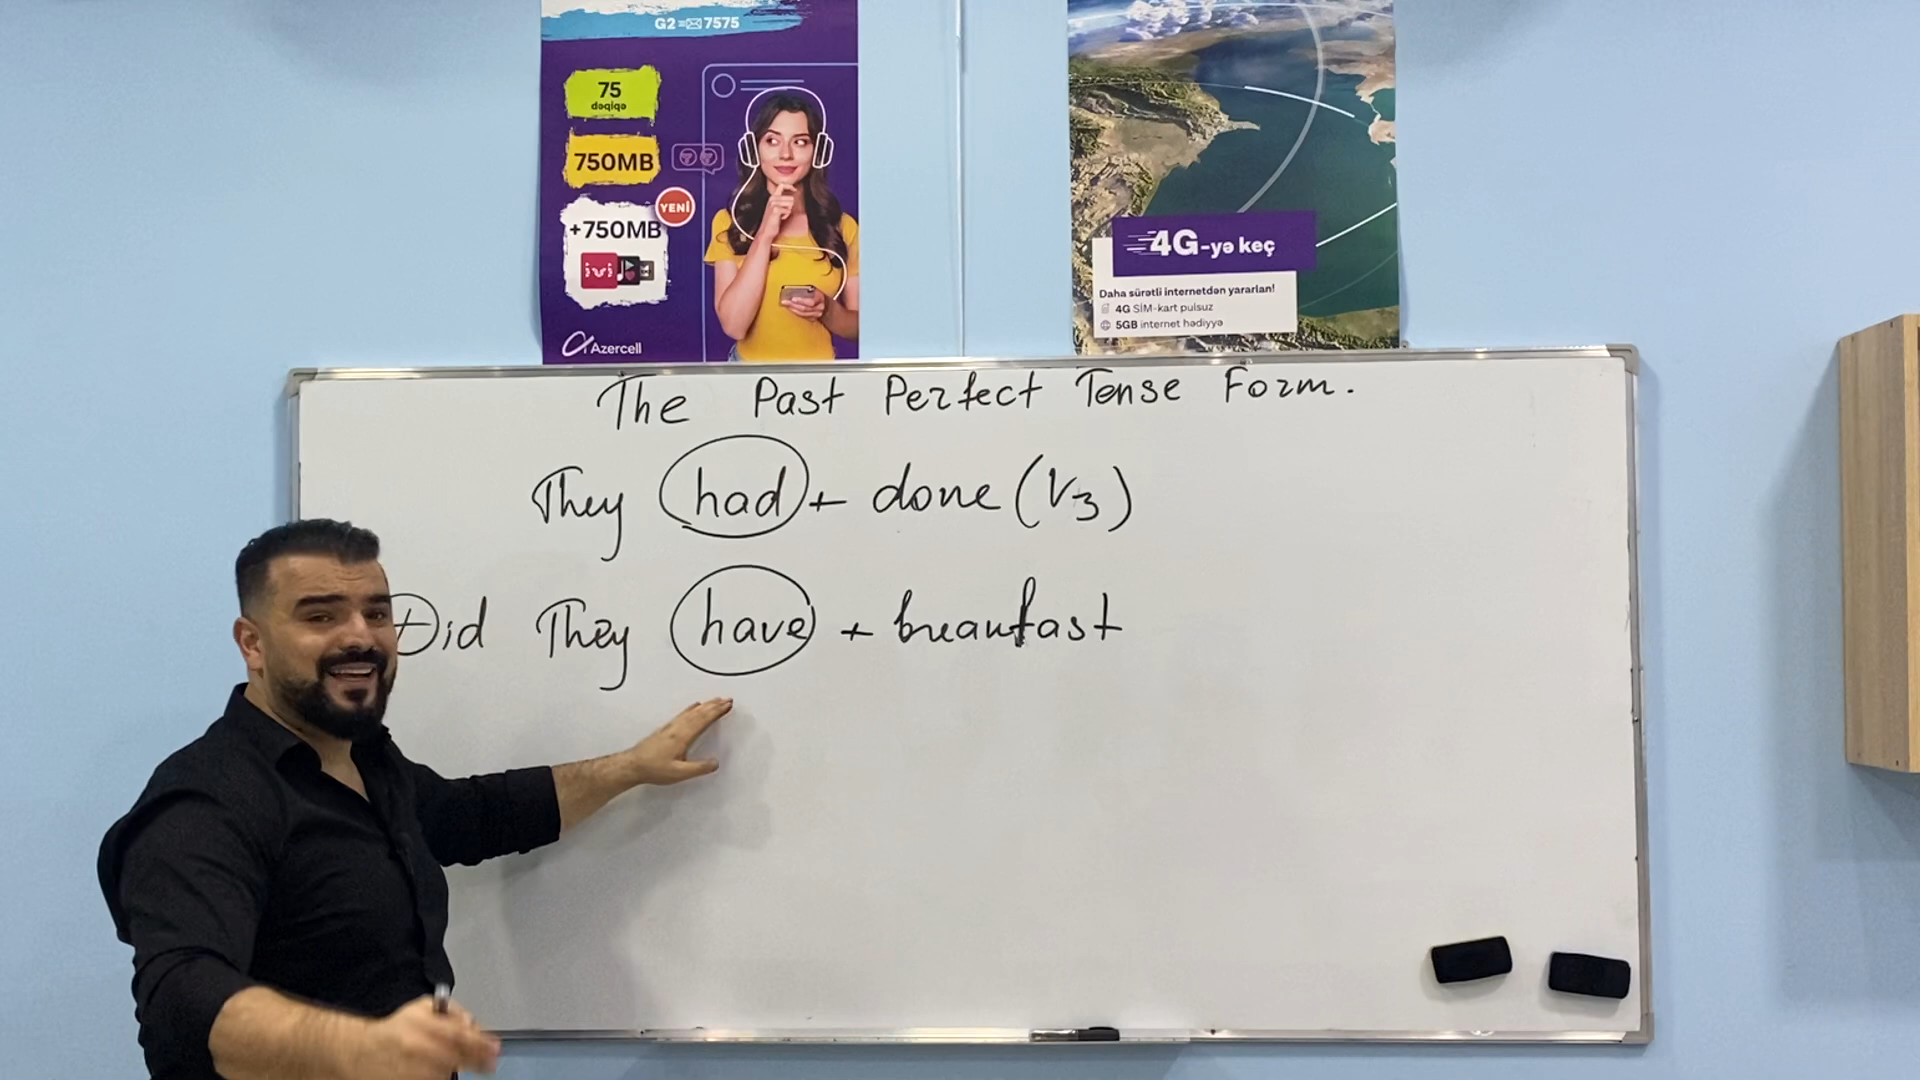 G2=✉7575
75
dəqiqə
750MB
YENİ
+750MB
ivi
Azercell
4G-yə keç
Daha sürətli internetdən yararlan!
4G SİM-kart pulsuz
5GB internet hədiyyə
The Past Perfect Tense Form.
They had + done (V3)
Did They have + breakfast